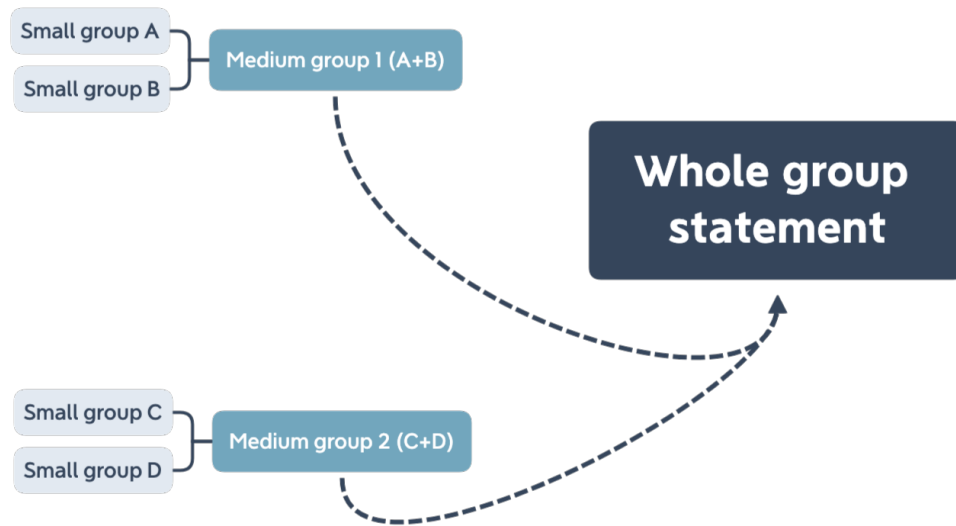 Small group A
Small group B
Medium group 1 (A+B)
Whole group
statement
Small group C
Small group D
Medium group 2 (C+D)